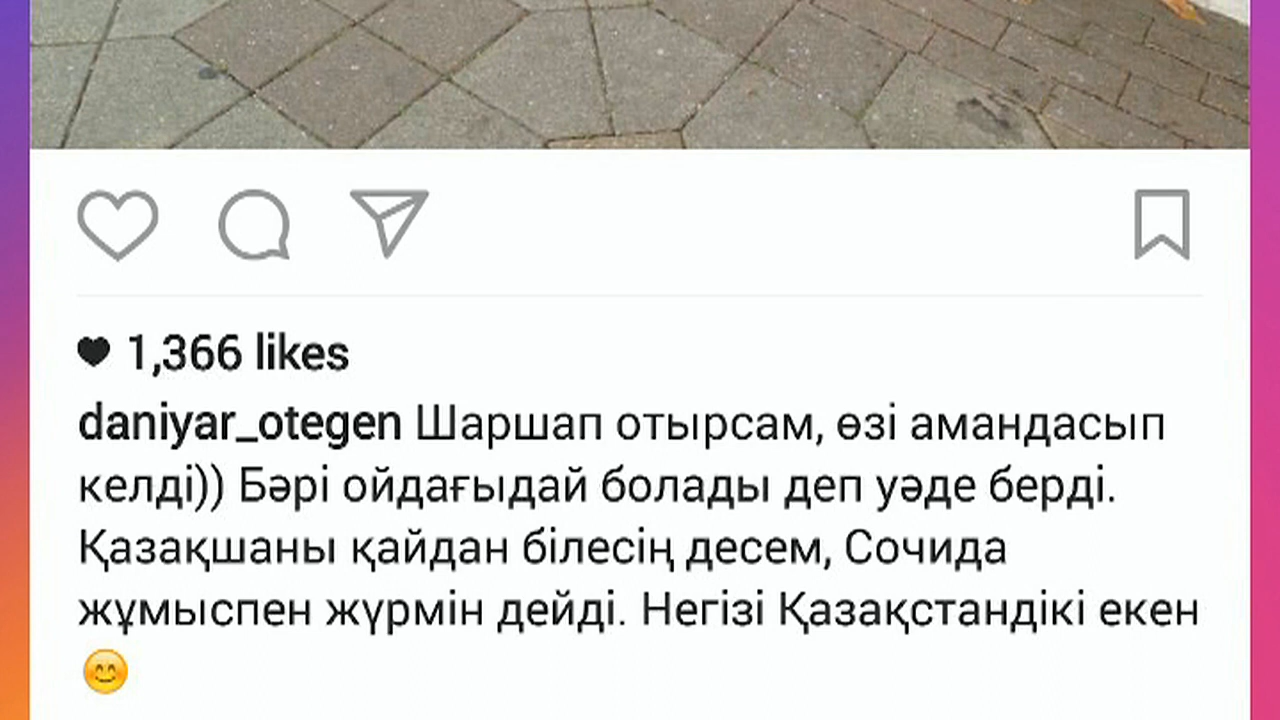 1,366 likes
daniyar_otegen Шаршап отырсам, өзі амандасып
келді)) Бәрі ойдағыдай болады деп уәде берді.
Қазақшаны қайдан білесің десем, Сочида
жұмыспен жүрмін дейді. Негізі Қазақстандікі екен
😊